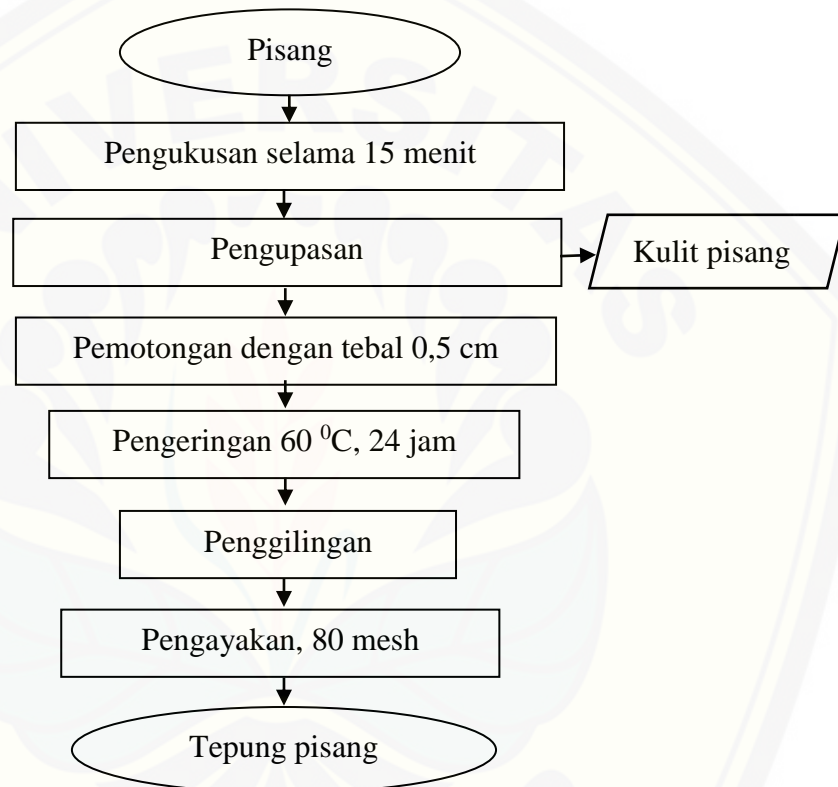 Pisang
Pengukusan selama 15 menit
Pengupasan
Kulit pisang
Pemotongan dengan tebal 0,5 cm
Pengeringan 60 ⁰C, 24 jam
Penggilingan
Pengayakan, 80 mesh
Tepung pisang
UNIVERSITAS